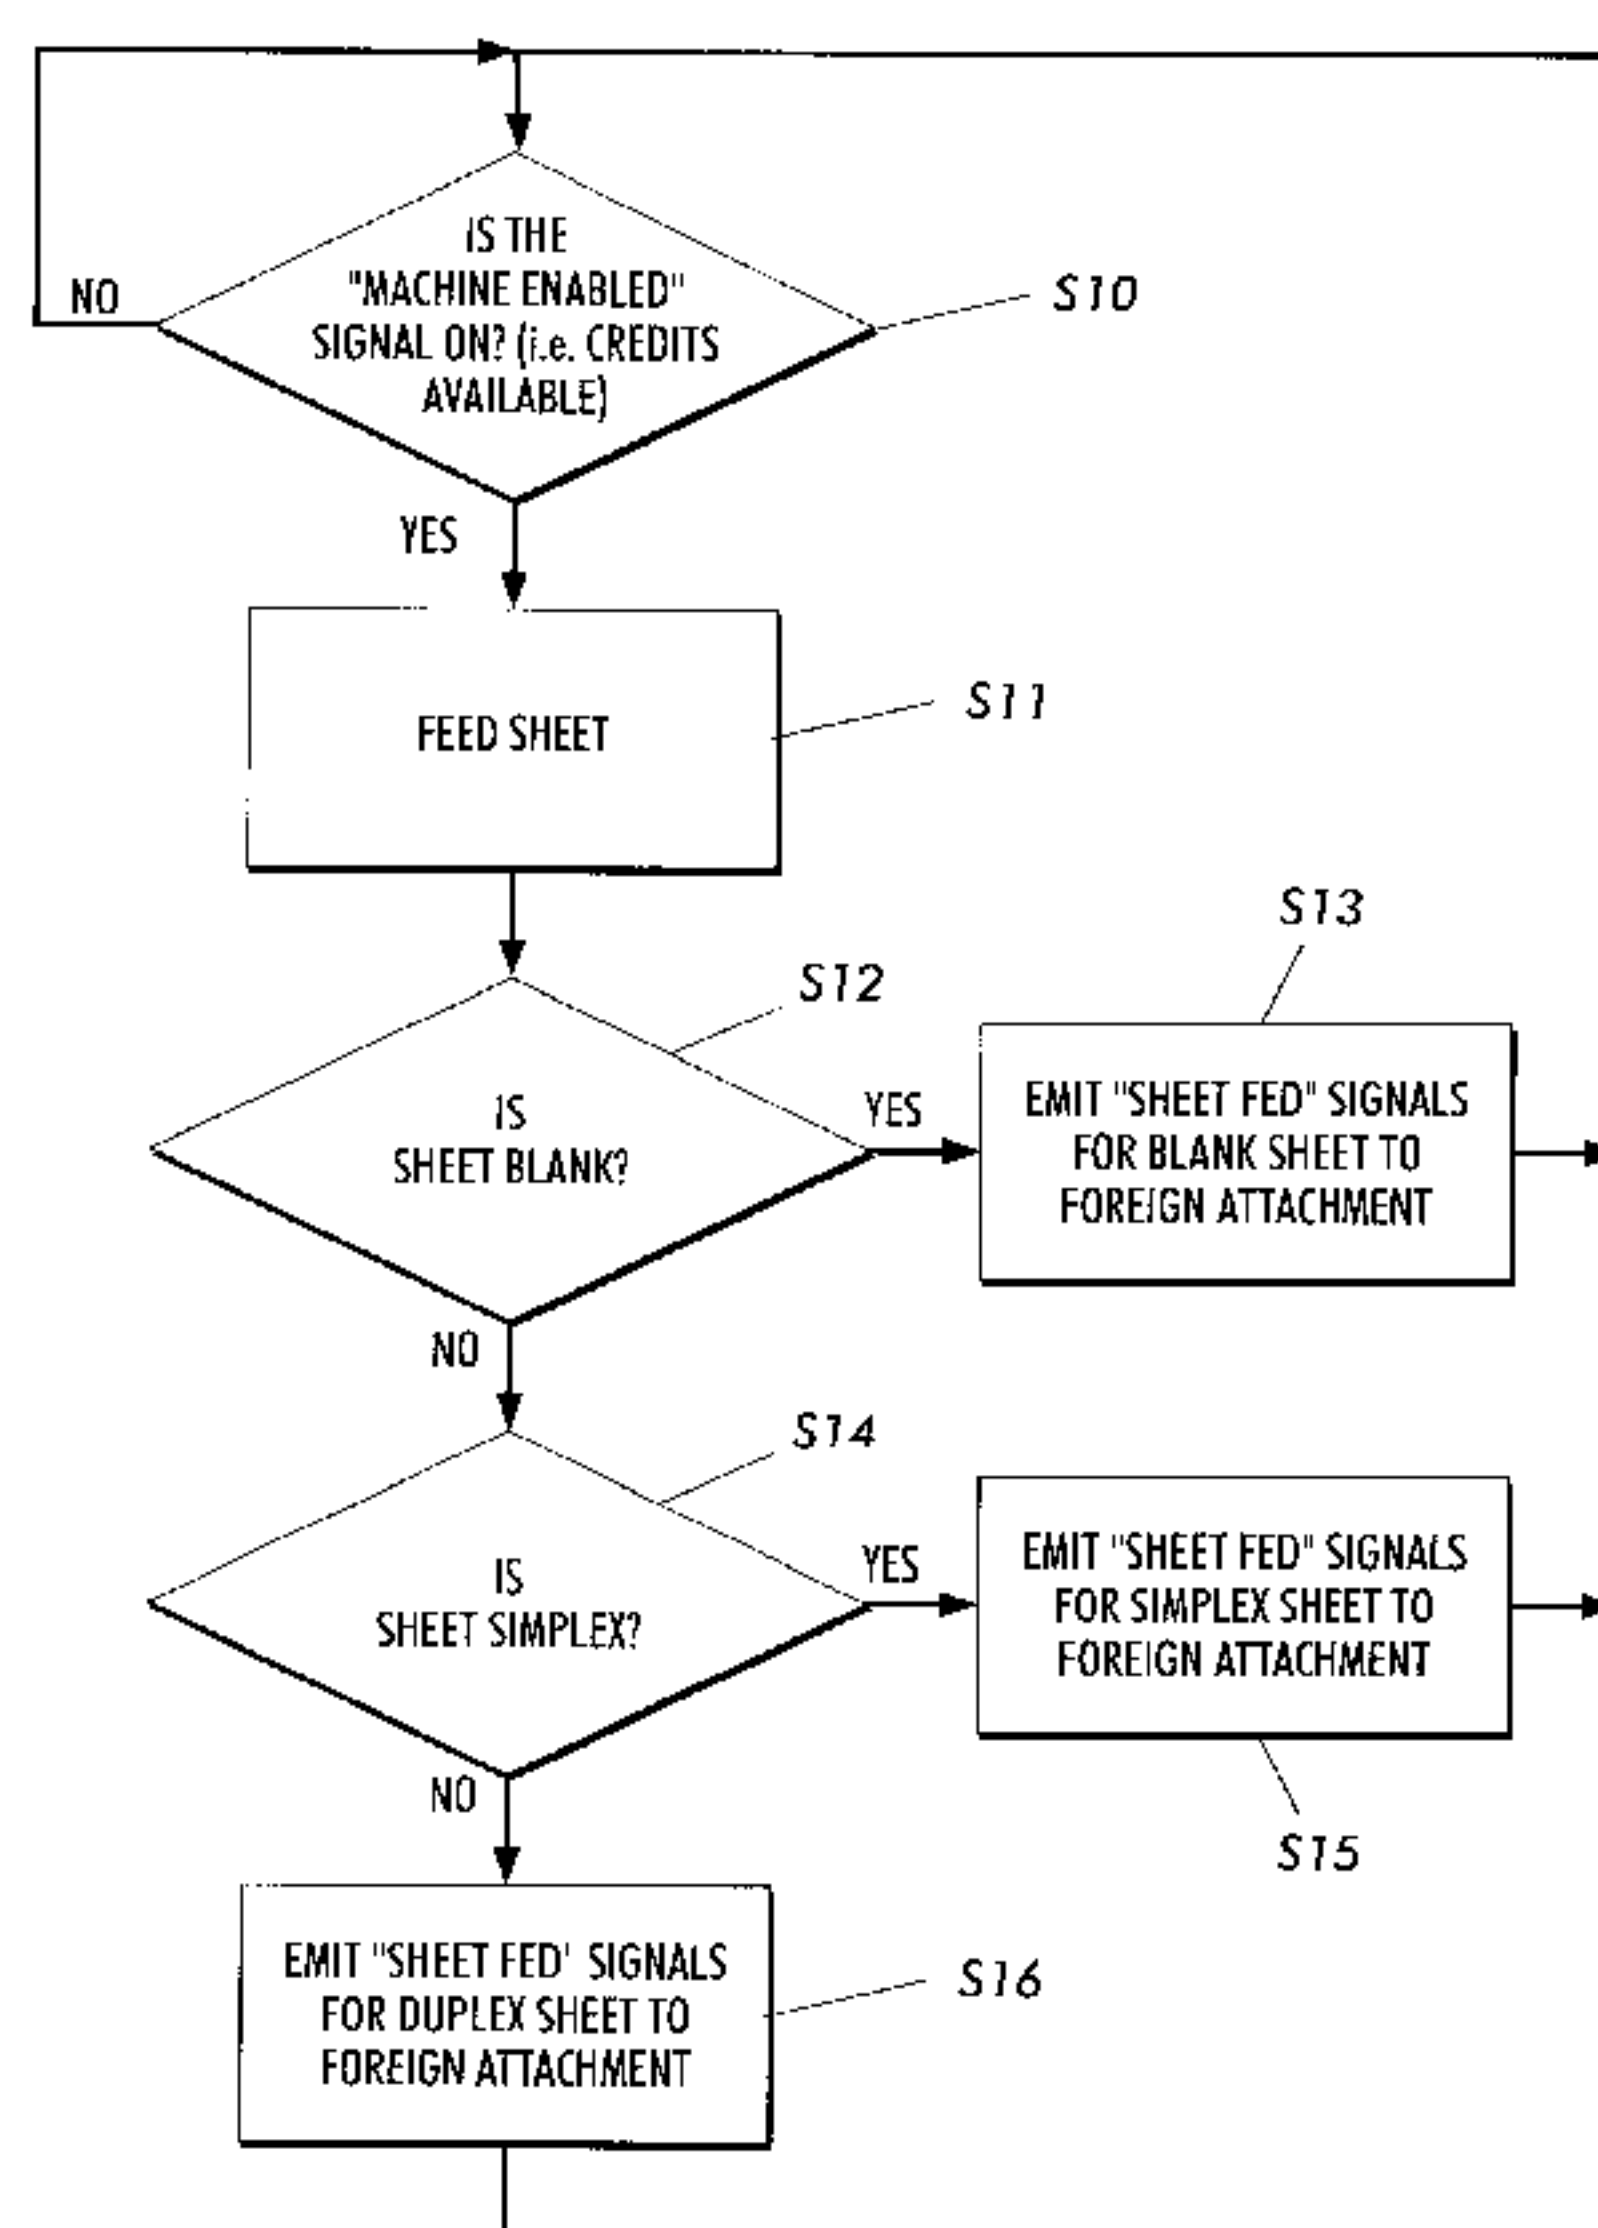 IS THE
"MACHINE ENABLED"
SIGNAL ON? (i.e. CREDITS
AVAILABLE)
S10
NO
YES
FEED SHEET
S11
S12
IS
SHEET BLANK?
YES
NO
S13
EMIT "SHEET FED" SIGNALS
FOR BLANK SHEET TO
FOREIGN ATTACHMENT
S14
IS
SHEET SIMPLEX?
YES
NO
EMIT "SHEET FED" SIGNALS
FOR SIMPLEX SHEET TO
FOREIGN ATTACHMENT
S15
EMIT "SHEET FED' SIGNALS
FOR DUPLEX SHEET TO
FOREIGN ATTACHMENT
S16